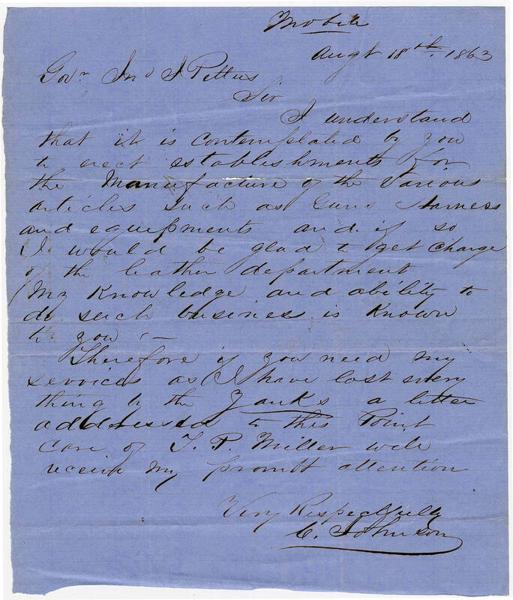 Mobile
Augt 18th. 1863
Govr Jno J Pettus
Sir
I understand
that it is contemplated by you
to erect establishments for
the Manufacture of the Various
articles such as Guns Harness
and equipments and if so
I would be glad to get charge
of the leather department
My Knowledge and ability to
do such business is Known
to you —
Therefore if you need my
services as I have lost every
thing to the Yanks a letter
addressed to this Point
care of T. P. Miller will
receive my promtt attention
Very Respectfully
C. Johnson